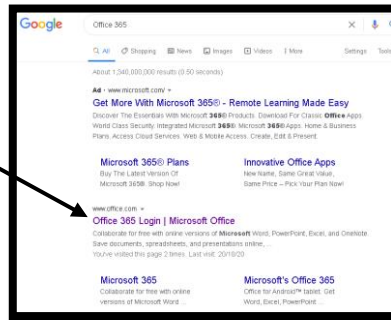 Google
Office 365
All Shopping News Images Videos More Settings Tools
About 1,540,000,000 results (0.50 seconds)
Ad · www.microsoft.com/
Get More With Microsoft 365® - Remote Learning Made Easy
Discover The Essentials With Microsoft 365® Products. Download For Classic Office Apps.
World Class Security. Integrated Microsoft 365® Microsoft 365® Apps. Home & Business
Plans. Access Cloud Services. Web & Mobile Access. Create, Edit & Present
Microsoft 365® Plans
Buy The Latest Version Of
Microsoft 365®. Shop Now!
Innovative Office Apps
New Name, Same Great Value,
Same Price – Pick Your Plan Now!
www.office.com
Office 365 Login | Microsoft Office
Collaborate for free with online versions of Microsoft Word, PowerPoint, Excel, and OneNote.
Save documents, spreadsheets, and presentations online, ...
You've visited this page 2 times. Last visit: 20/10/20
Microsoft 365
Collaborate for free with online
versions of Microsoft Word ...
Microsoft's Office 365
Office for Android™ tablet. Get
Word, Excel, PowerPoint ...